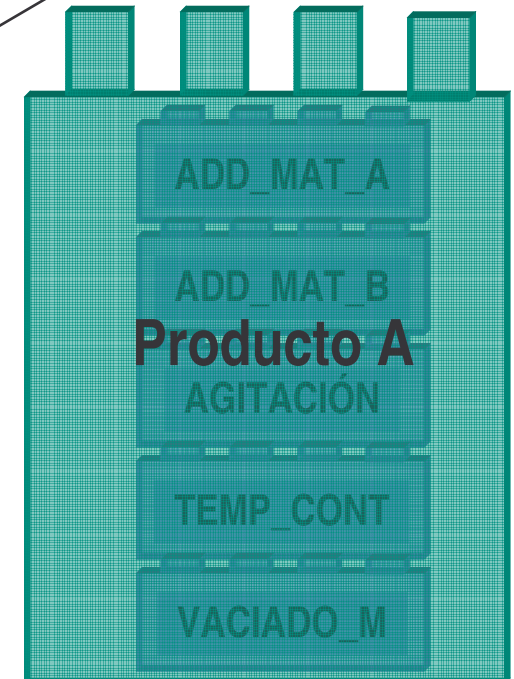 ADD_MAT_A
ADD_MAT_B
Producto A
AGITACIÓN
TEMP_CONT
VACIADO_M